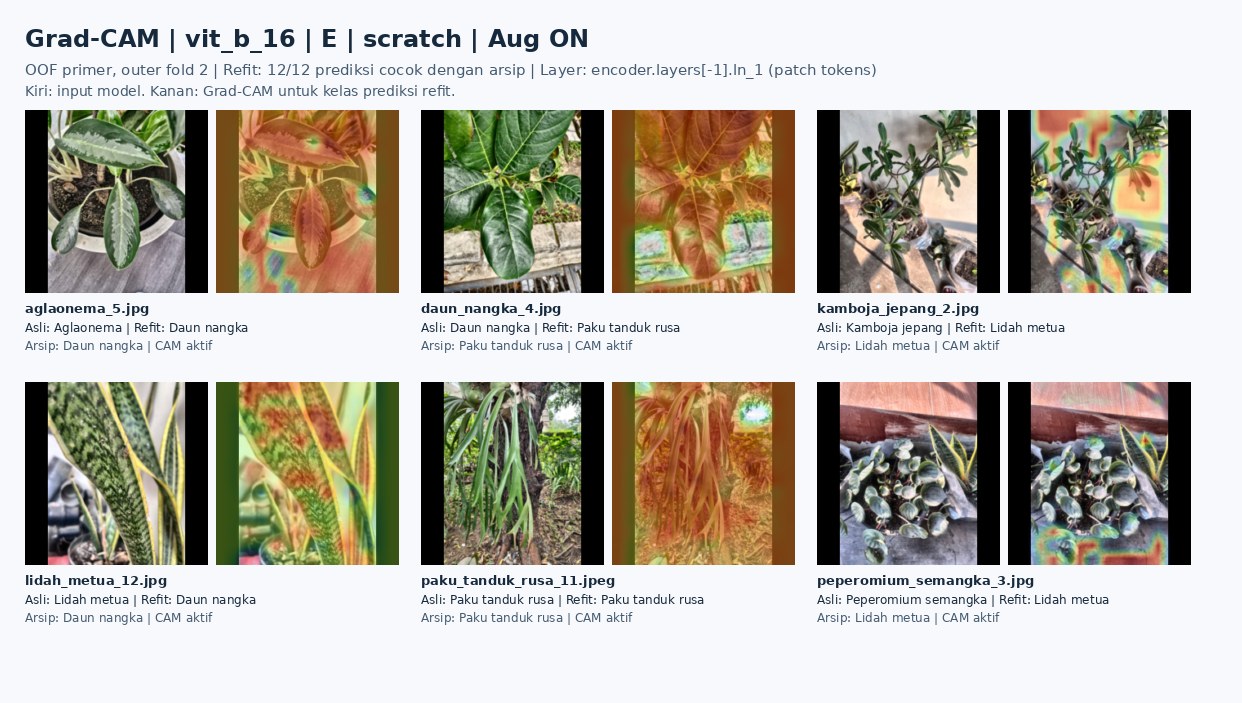 Grad-CAM | vit_b_16 | E | scratch | Aug ON
OOF primer, outer fold 2 | Refit: 12/12 prediksi cocok dengan arsip | Layer: encoder.layers[-1].ln_1 (patch tokens)
Kiri: input model. Kanan: Grad-CAM untuk kelas prediksi refit.
aglaonema_5.jpg
Asli: Aglaonema | Refit: Daun nangka
Arsip: Daun nangka | CAM aktif
daun_nangka_4.jpg
Asli: Daun nangka | Refit: Paku tanduk rusa
Arsip: Paku tanduk rusa | CAM aktif
kamboja_jepang_2.jpg
Asli: Kamboja jepang | Refit: Lidah metua
Arsip: Lidah metua | CAM aktif
lidah_metua_12.jpg
Asli: Lidah metua | Refit: Daun nangka
Arsip: Daun nangka | CAM aktif
paku_tanduk_rusa_11.jpeg
Asli: Paku tanduk rusa | Refit: Paku tanduk rusa
Arsip: Paku tanduk rusa | CAM aktif
peperomium_semangka_3.jpg
Asli: Peperomium semangka | Refit: Lidah metua
Arsip: Lidah metua | CAM aktif